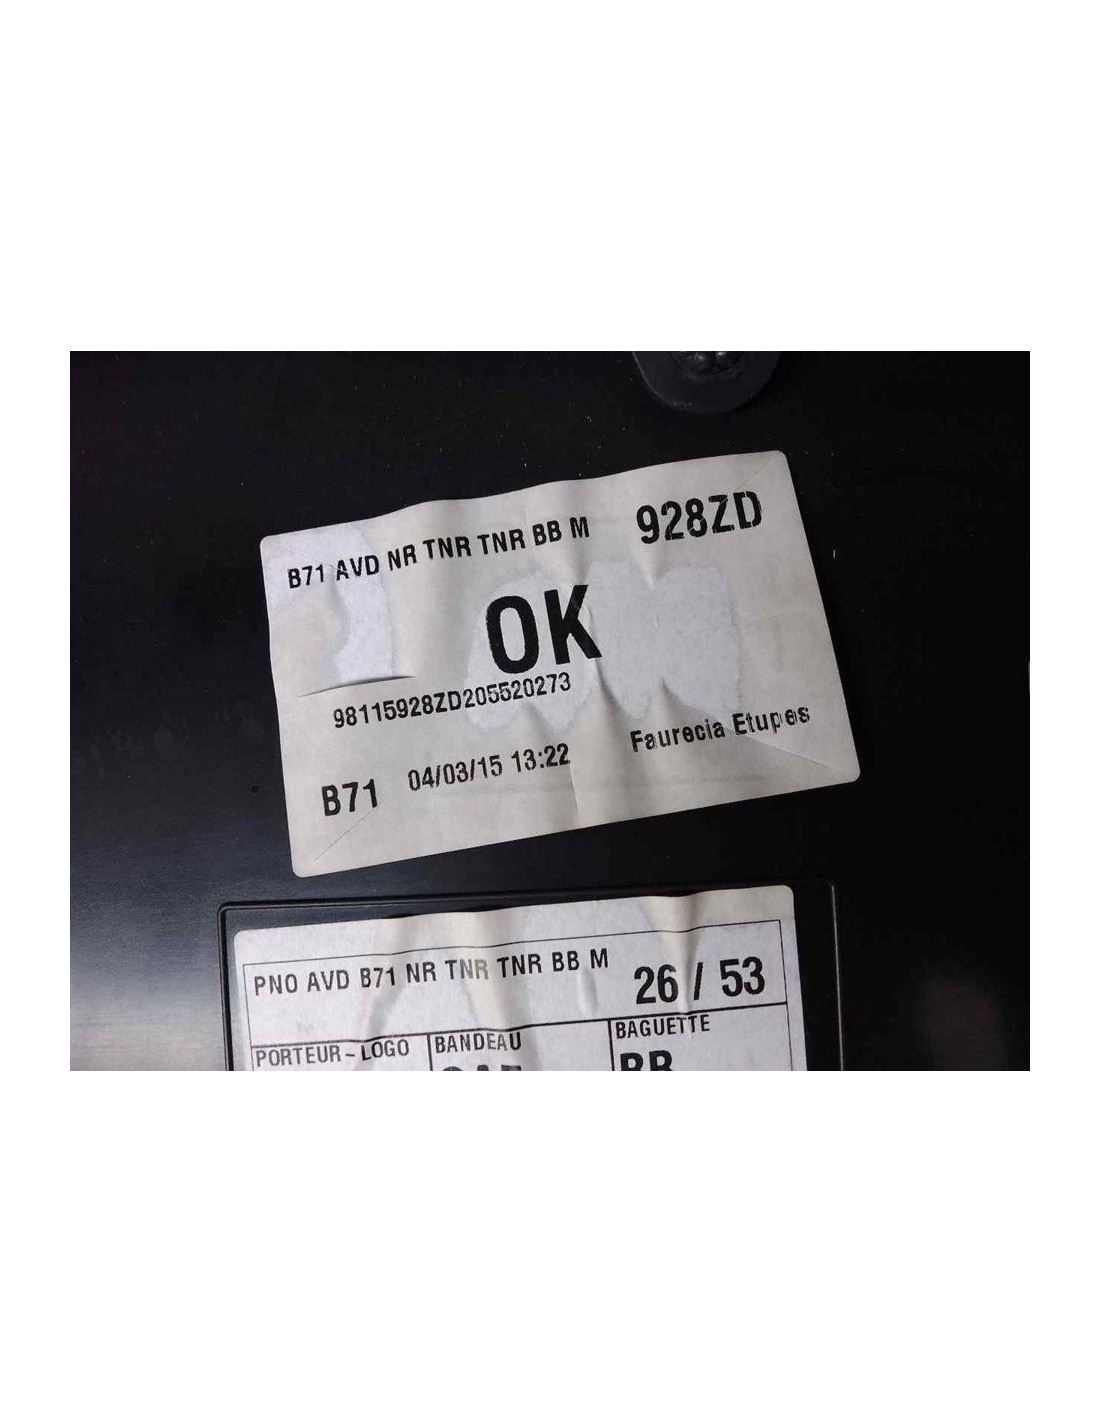 B71 AVD NR TNR TNR BB M 928ZD
OK
98115928ZD205520273
B71 04/03/15 13:22 Faurecia Etupes
PNO AVD B71 NR TNR TNR BB M 26 / 53
PORTEUR-LOGO BANDEAU BAGUETTE
BB